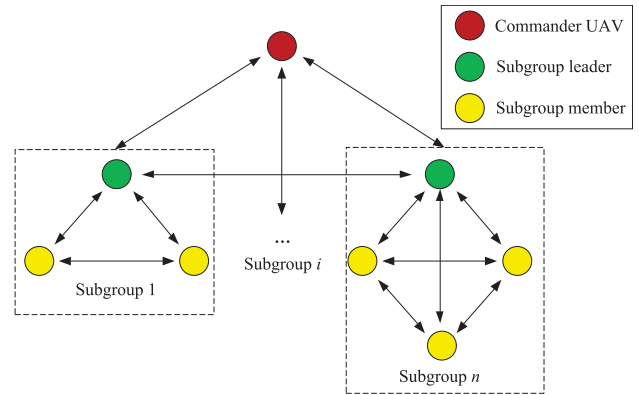 Commander UAV
Subgroup leader
Subgroup member
...
Subgroup i
Subgroup 1
Subgroup n